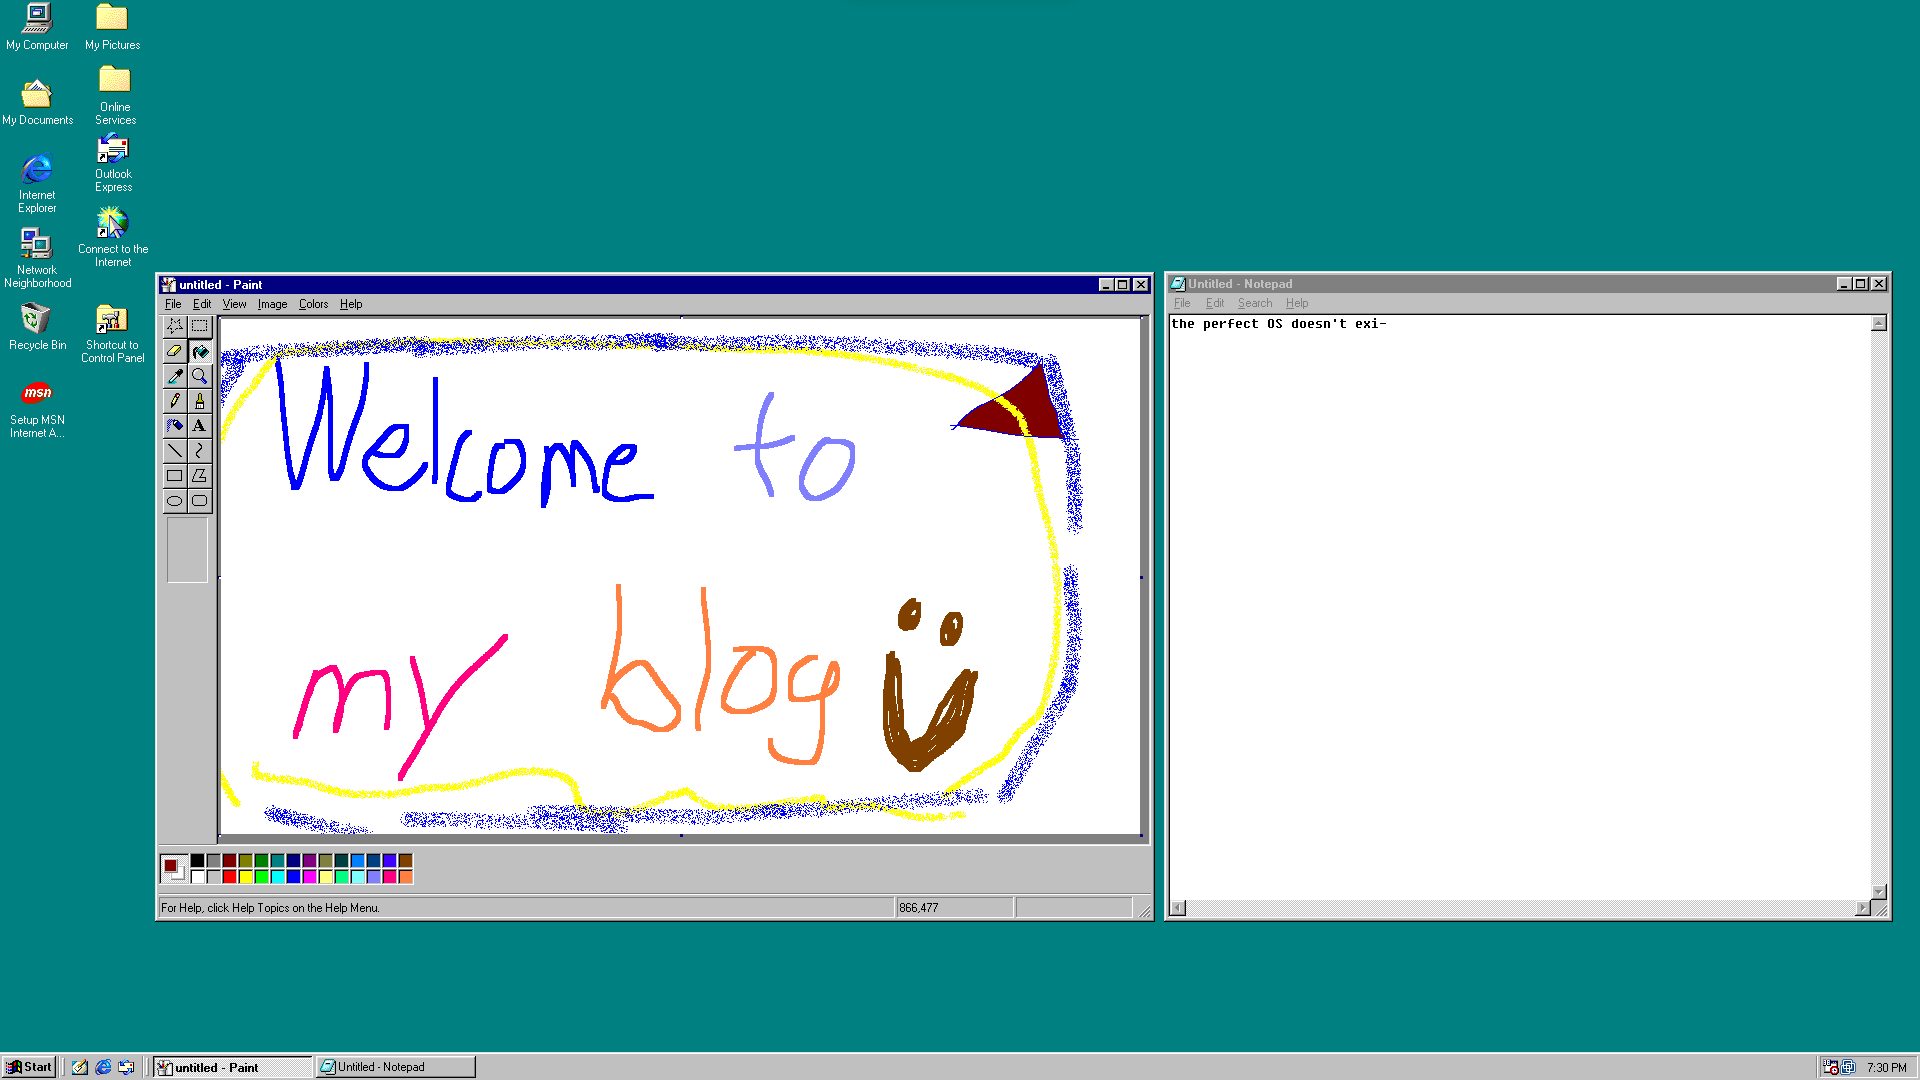 My Computer
My Pictures
My Documents
Online
Services
Outlook
Express
Internet
Explorer
Connect to the
Internet
Network
Neighborhood
Recycle Bin
Shortcut to
Control Panel
msn
Setup MSN
Internet A...
untitled - Paint
File Edit View Image Colors Help
A
Welcome to
my blog
For Help, click Help Topics on the Help Menu.
866,477
Untitled - Notepad
File Edit Search Help
the perfect OS doesn't exi-
Start
untitled - Paint
Untitled - Notepad
7:30 PM